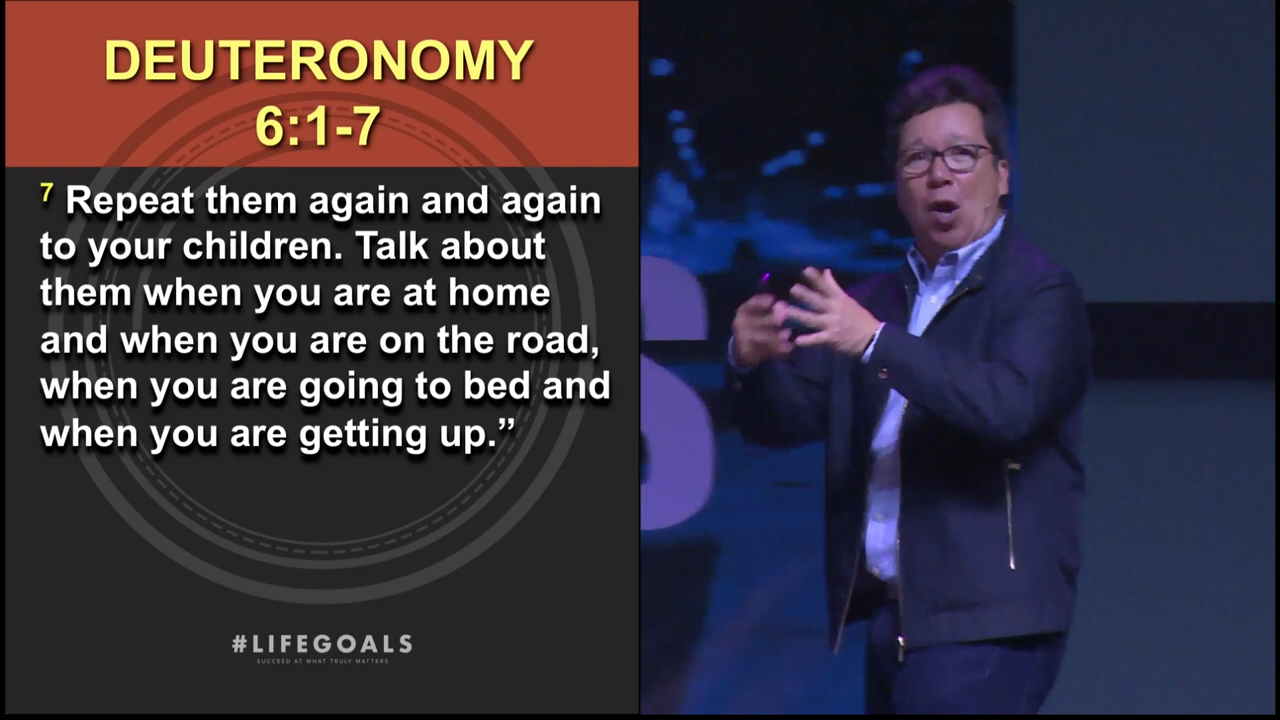 DEUTERONOMY
6:1-7
7 Repeat them again and again
to your children. Talk about
them when you are at home
and when you are on the road,
when you are going to bed and
when you are getting up.”
#LIFEGOALS
SUCCEED AT WHAT TRULY MATTERS